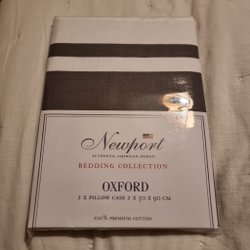 Newport
AUTHENTIC AMERICAN DESIGN
BEDDING COLLECTION
OXFORD
2 X PILLOW CASE 2 X 50 X 90 CM
100% PREMIUM COTTON